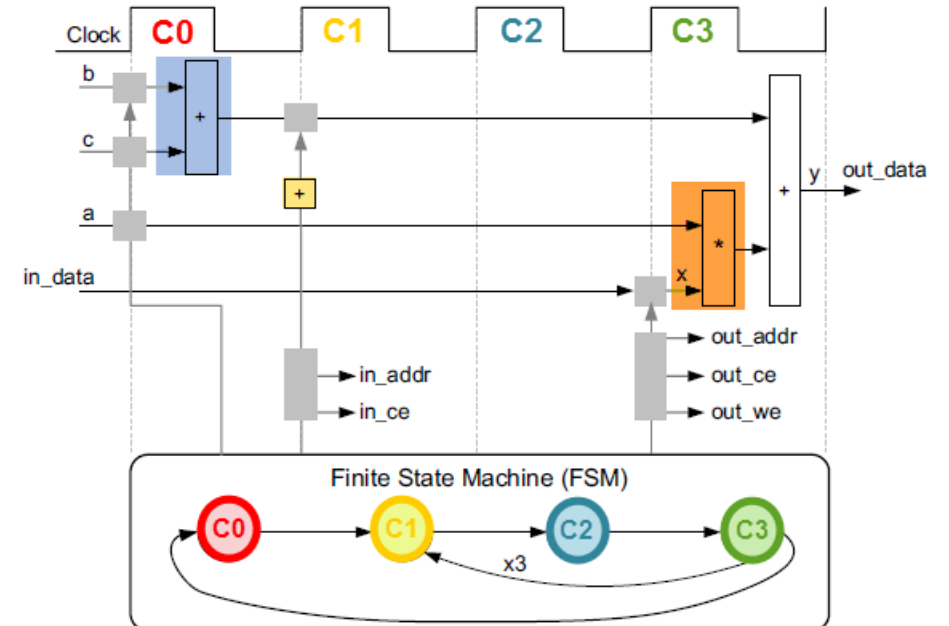 Clock C0 C1 C2 C3
b
+
c
+
a
*
+
y out_data
in_data
x
out_addr
in_addr
out_ce
in_ce
out_we
Finite State Machine (FSM)
C0 C1 C2 C3
x3